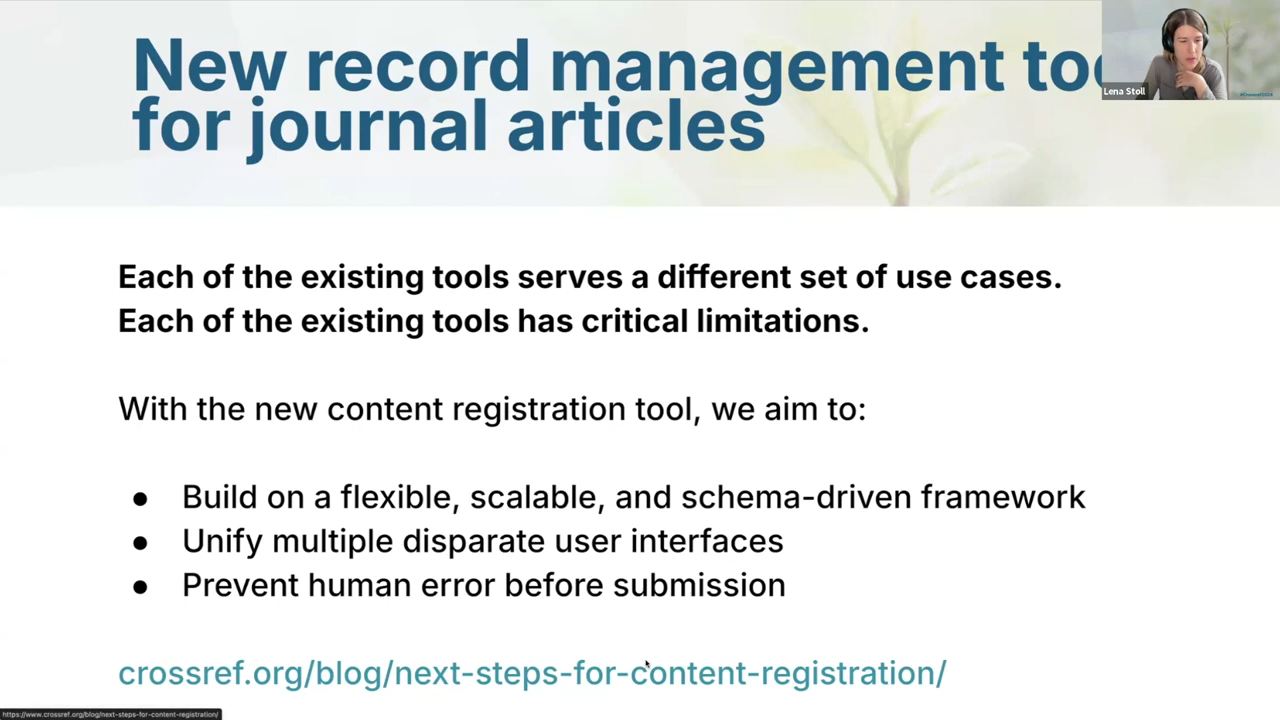 New record management too
for journal articles
Lena Stoll
Each of the existing tools serves a different set of use cases.
Each of the existing tools has critical limitations.
With the new content registration tool, we aim to:
● Build on a flexible, scalable, and schema-driven framework
● Unify multiple disparate user interfaces
● Prevent human error before submission
crossref.org/blog/next-steps-for-content-registration/
https://www.crossref.org/blog/next-steps-for-content-registration/